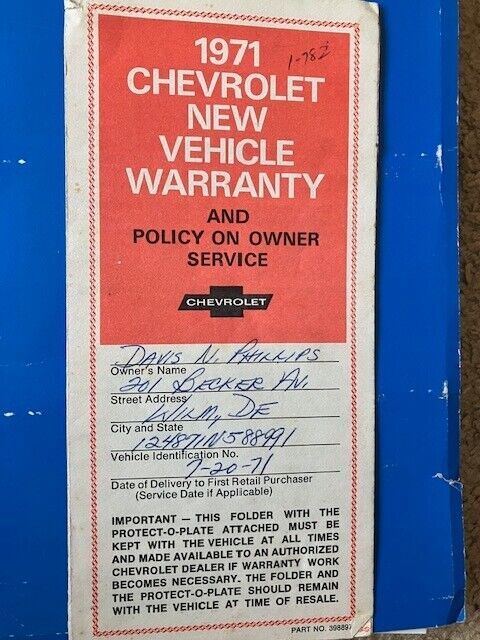 1971
1-78
CHEVROLET
NEW
VEHICLE
WARRANTY
AND
POLICY ON OWNER
SERVICE
CHEVROLET
DAVIS N. PHILLIPS
Owner's Name
201 BECKER AV.
Street Address
WILM, DE
City and State
124871N588991
Vehicle Identification No.
7-20-71
Date of Delivery to First Retail Purchaser
(Service Date if Applicable)
IMPORTANT — THIS FOLDER WITH THE
PROTECT-O-PLATE ATTACHED MUST BE
KEPT WITH THE VEHICLE AT ALL TIMES
AND MADE AVAILABLE TO AN AUTHORIZED
CHEVROLET DEALER IF WARRANTY WORK
BECOMES NECESSARY. THE FOLDER AND
THE PROTECT-O-PLATE SHOULD REMAIN
WITH THE VEHICLE AT TIME OF RESALE.
PART NO. 398897